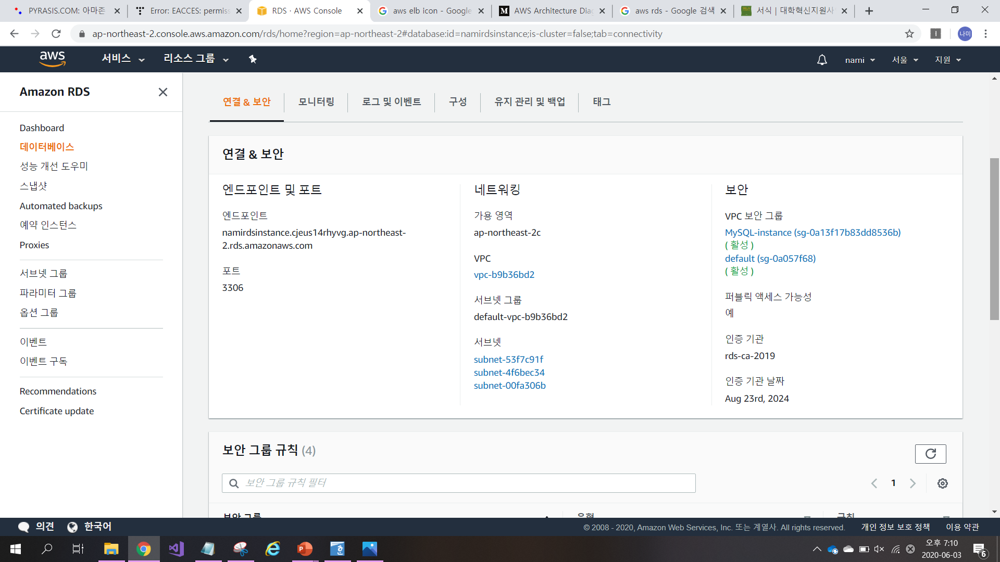 PYRASIS.COM: 아마존
Error: EACCES: permiss
RDS · AWS Console
aws elb icon - Google
AWS Architecture Diag
aws rds - Google 검색
서식 | 대학혁신지원사
ap-northeast-2.console.aws.amazon.com/rds/home?region=ap-northeast-2#database:id=namirdsinstance;is-cluster=false;tab=connectivity
나미
aws
서비스
리소스 그룹
nami
서울
지원
Amazon RDS
Dashboard
데이터베이스
성능 개선 도우미
스냅샷
Automated backups
예약 인스턴스
Proxies
서브넷 그룹
파라미터 그룹
옵션 그룹
이벤트
이벤트 구독
Recommendations
Certificate update
연결 & 보안
모니터링
로그 및 이벤트
구성
유지 관리 및 백업
태그
연결 & 보안
엔드포인트 및 포트
엔드포인트
namirdsinstance.cjeus14rhyvg.ap-northeast-
2.rds.amazonaws.com
포트
3306
네트워킹
가용 영역
ap-northeast-2c
VPC
vpc-b9b36bd2
서브넷 그룹
default-vpc-b9b36bd2
서브넷
subnet-53f7c91f
subnet-4f6bec34
subnet-00fa306b
보안
VPC 보안 그룹
MySQL-instance (sg-0a13f17b83dd8536b)
( 활성 )
default (sg-0a057f68)
( 활성 )
퍼블릭 액세스 가능성
예
인증 기관
rds-ca-2019
인증 기관 날짜
Aug 23rd, 2024
보안 그룹 규칙 (4)
보안 그룹 규칙 필터
1
보안 그룹
유형
규칙
의견
한국어
© 2008 - 2020, Amazon Web Services, Inc. 또는 계열사. All rights reserved.
개인 정보 보호 정책
이용 약관
오후 7:10
2020-06-03
6